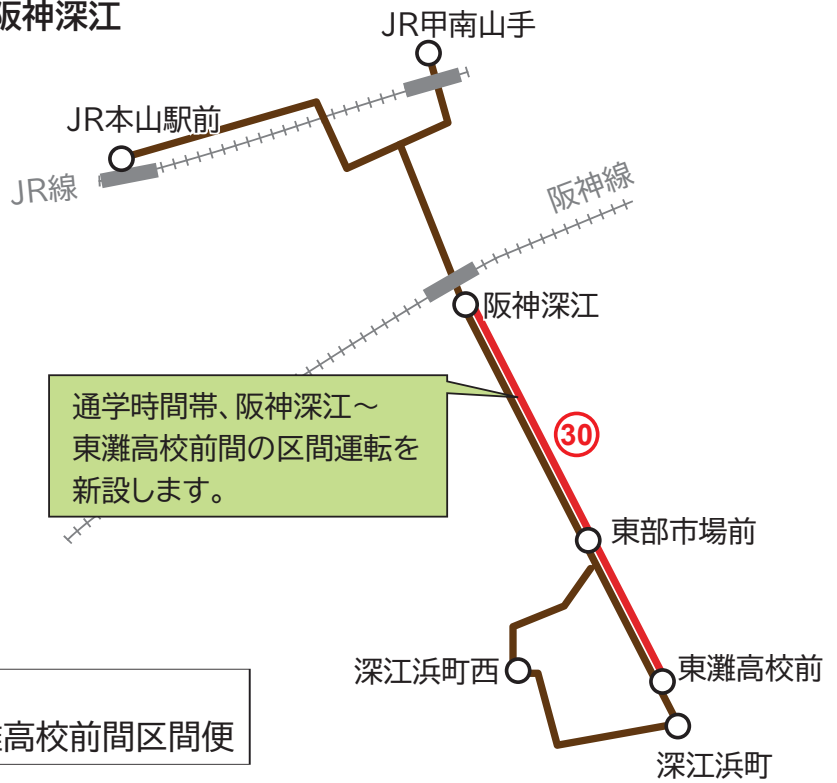 阪神深江
JR甲南山手
JR本山駅前
JR線
阪神線
阪神深江
通学時間帯、阪神深江～
東灘高校前間の区間運転を
新設します。
30
東部市場前
深江浜町西
東灘高校前
高校前間区間便
深江浜町